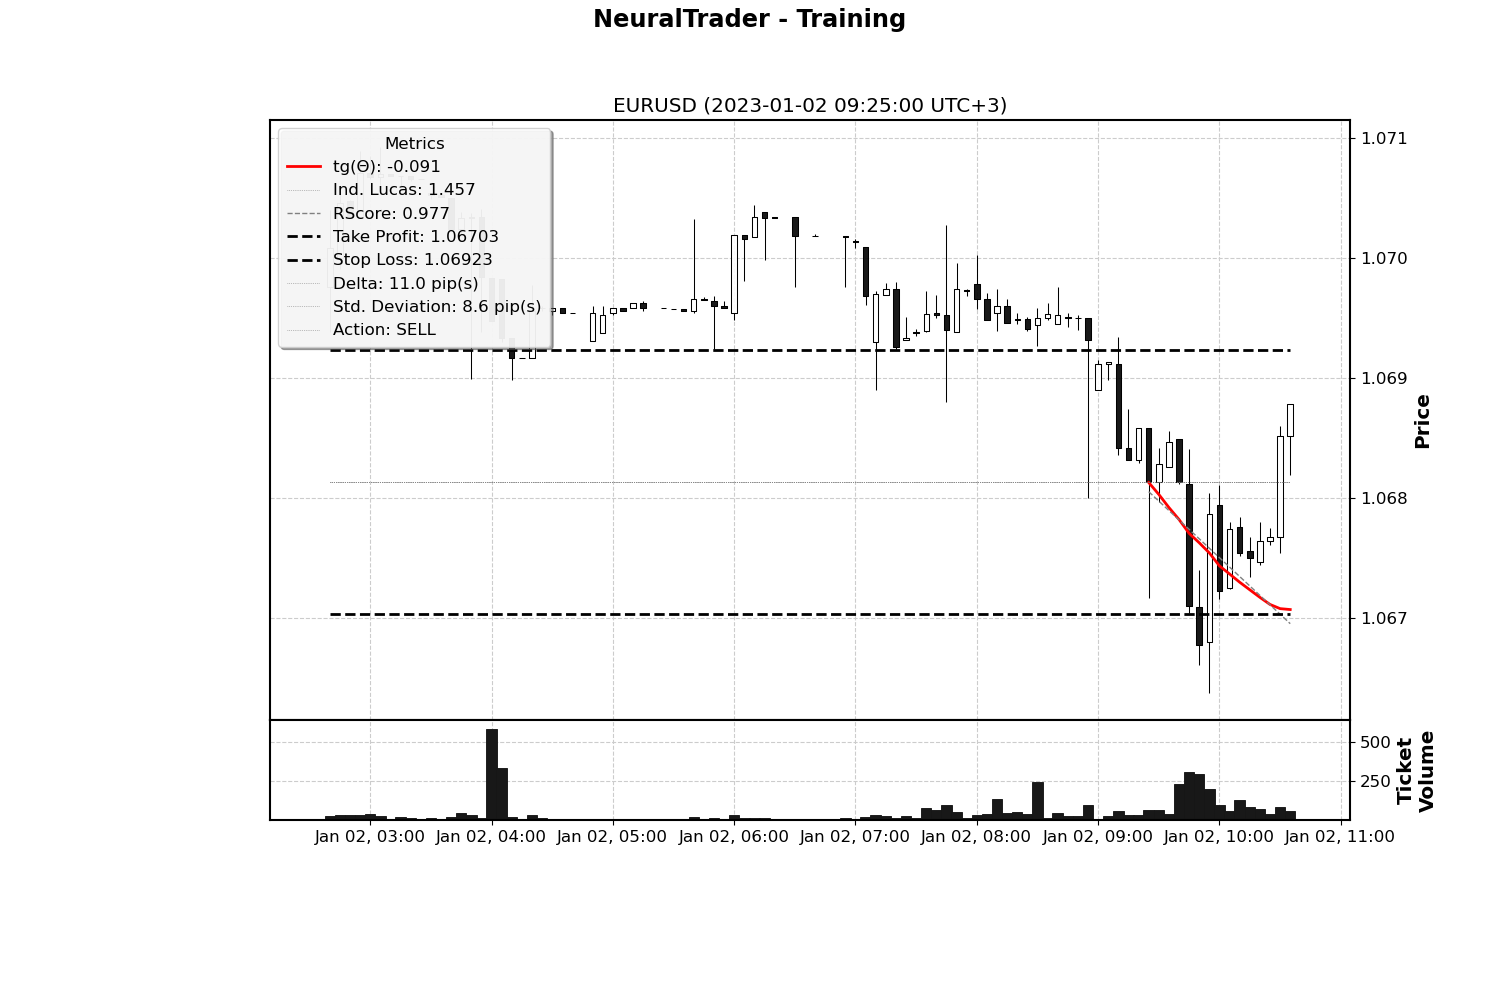 NeuralTrader - Training
EURUSD (2023-01-02 09:25:00 UTC+3)
Metrics
tg(Θ): -0.091
Ind. Lucas: 1.457
RScore: 0.977
Take Profit: 1.06703
Stop Loss: 1.06923
Delta: 11.0 pip(s)
Std. Deviation: 8.6 pip(s)
Action: SELL
1.071
1.070
1.069
1.068
1.067
Price
500
250
Ticket
Volume
Jan 02, 03:00 Jan 02, 04:00 Jan 02, 05:00 Jan 02, 06:00 Jan 02, 07:00 Jan 02, 08:00 Jan 02, 09:00 Jan 02, 10:00 Jan 02, 11:00